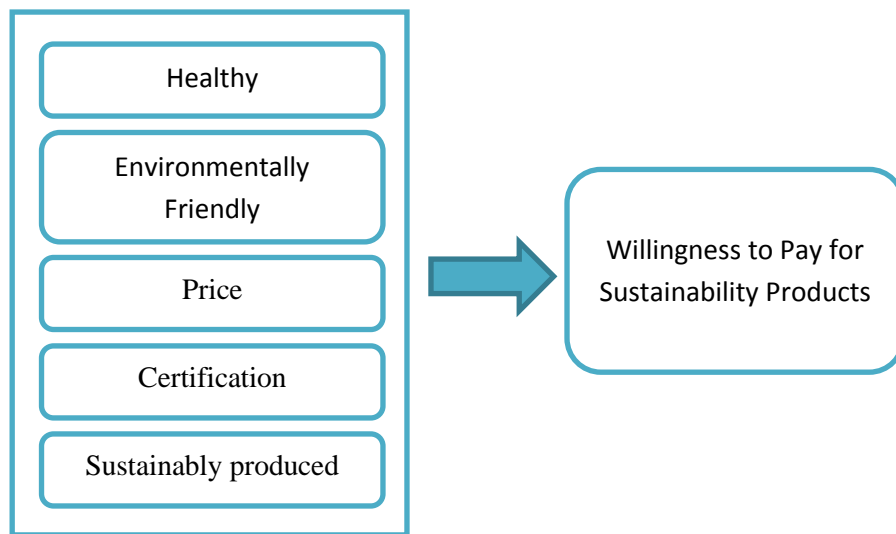 Healthy
Environmentally
Friendly
Price
Certification
Sustainably produced
Willingness to Pay for
Sustainability Products